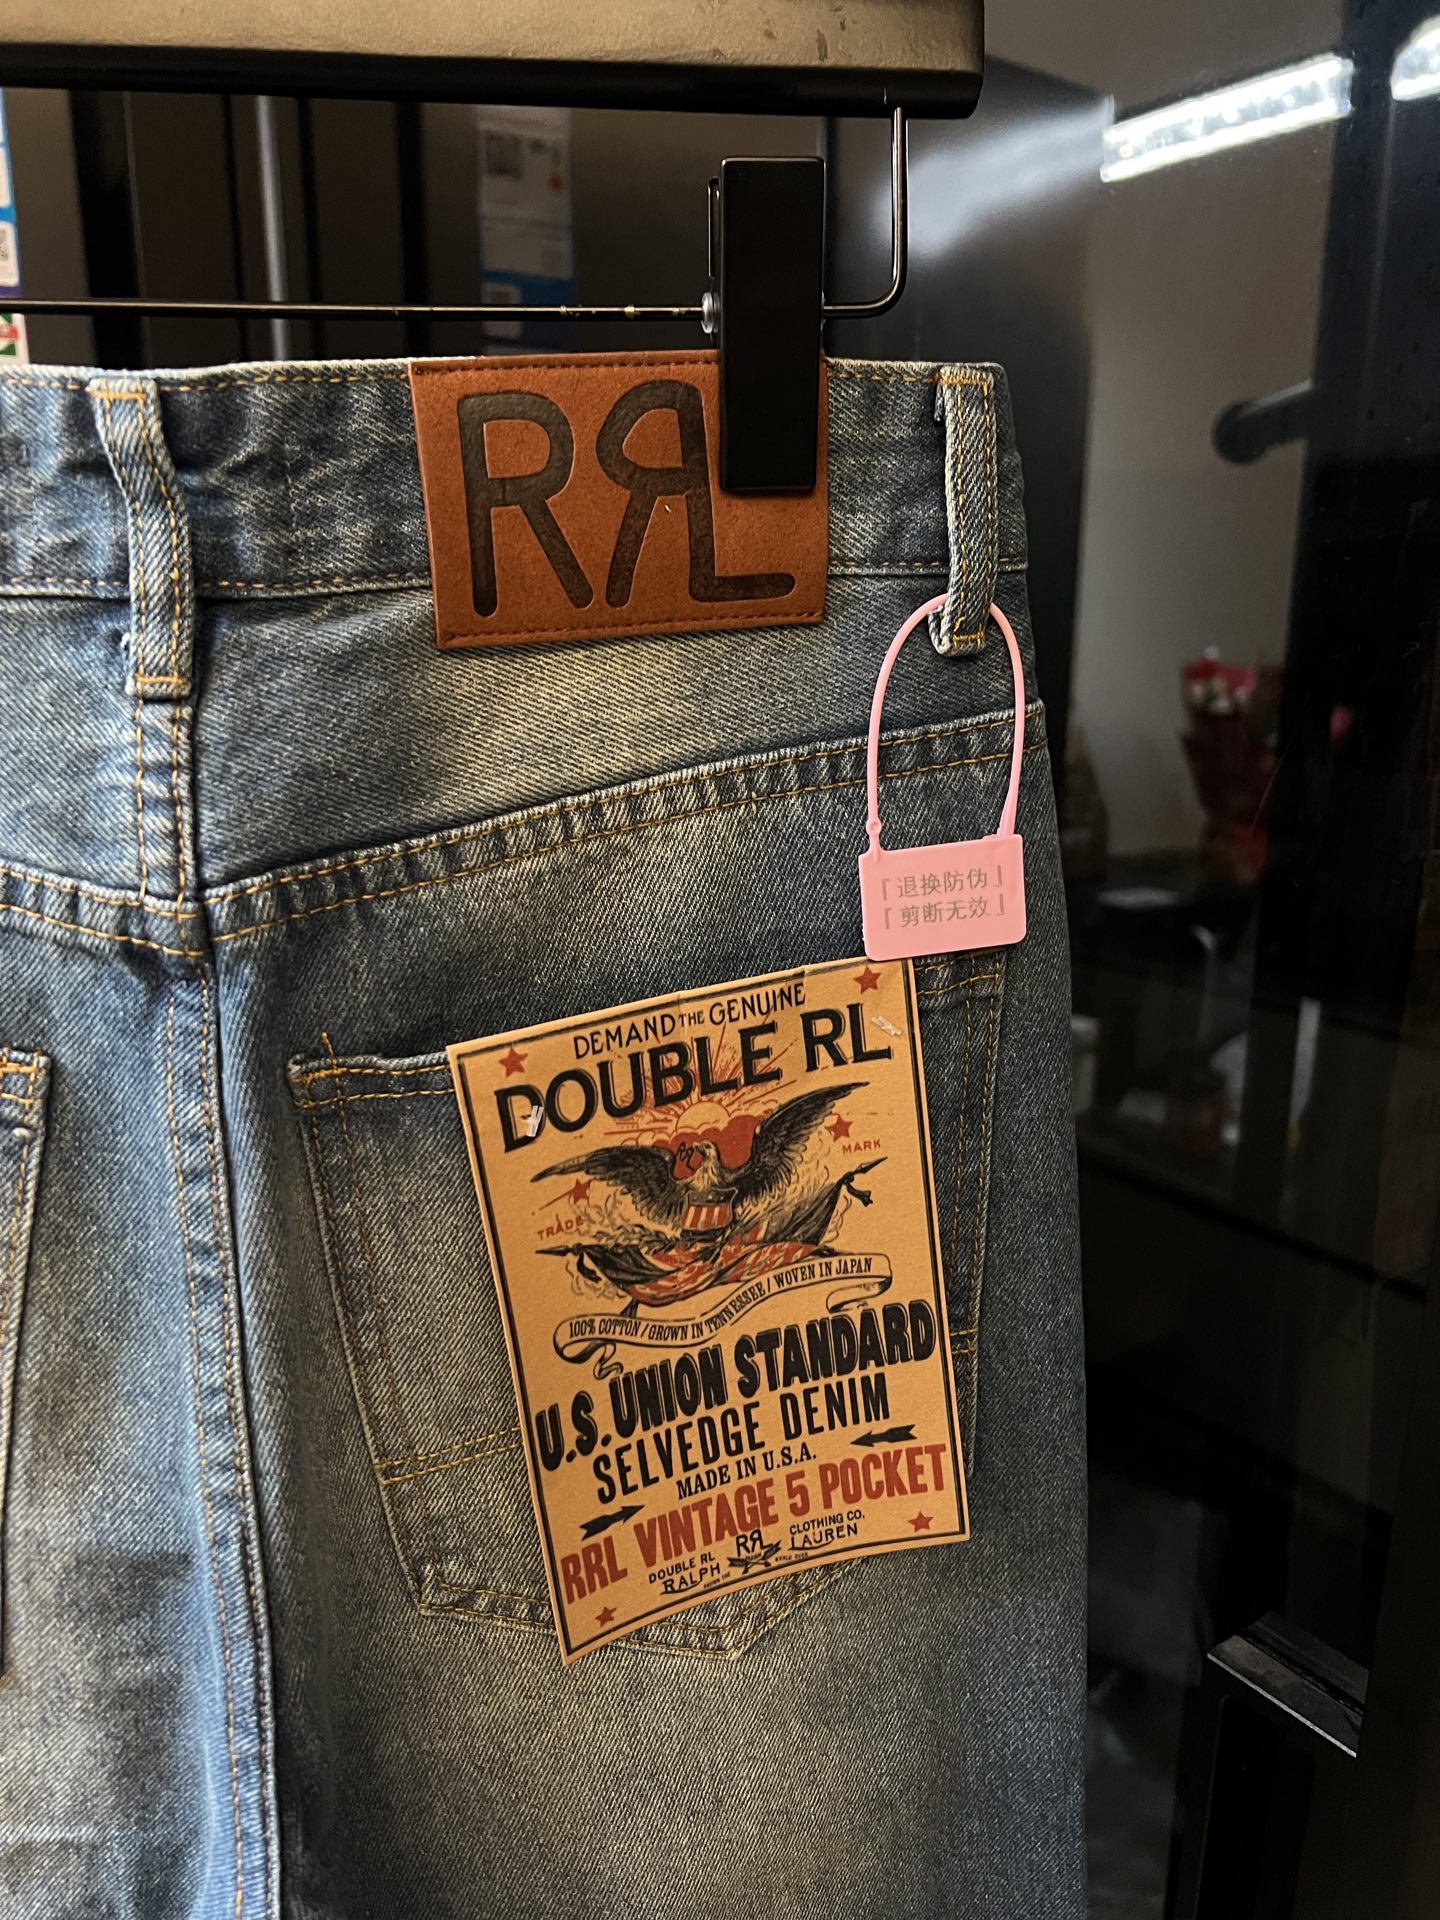 RRL
『退换防伪』
『剪断无效』
DEMAND THE GENUINE
DOUBLE RL
MARK
TRADE
100% COTTON / GROWN IN TENNESSEE / WOVEN IN JAPAN
U.S. UNION STANDARD
SELVEDGE DENIM
MADE IN U.S.A.
RRL VINTAGE 5 POCKET
DOUBLE RL RRL CLOTHING CO.
RALPH LAUREN